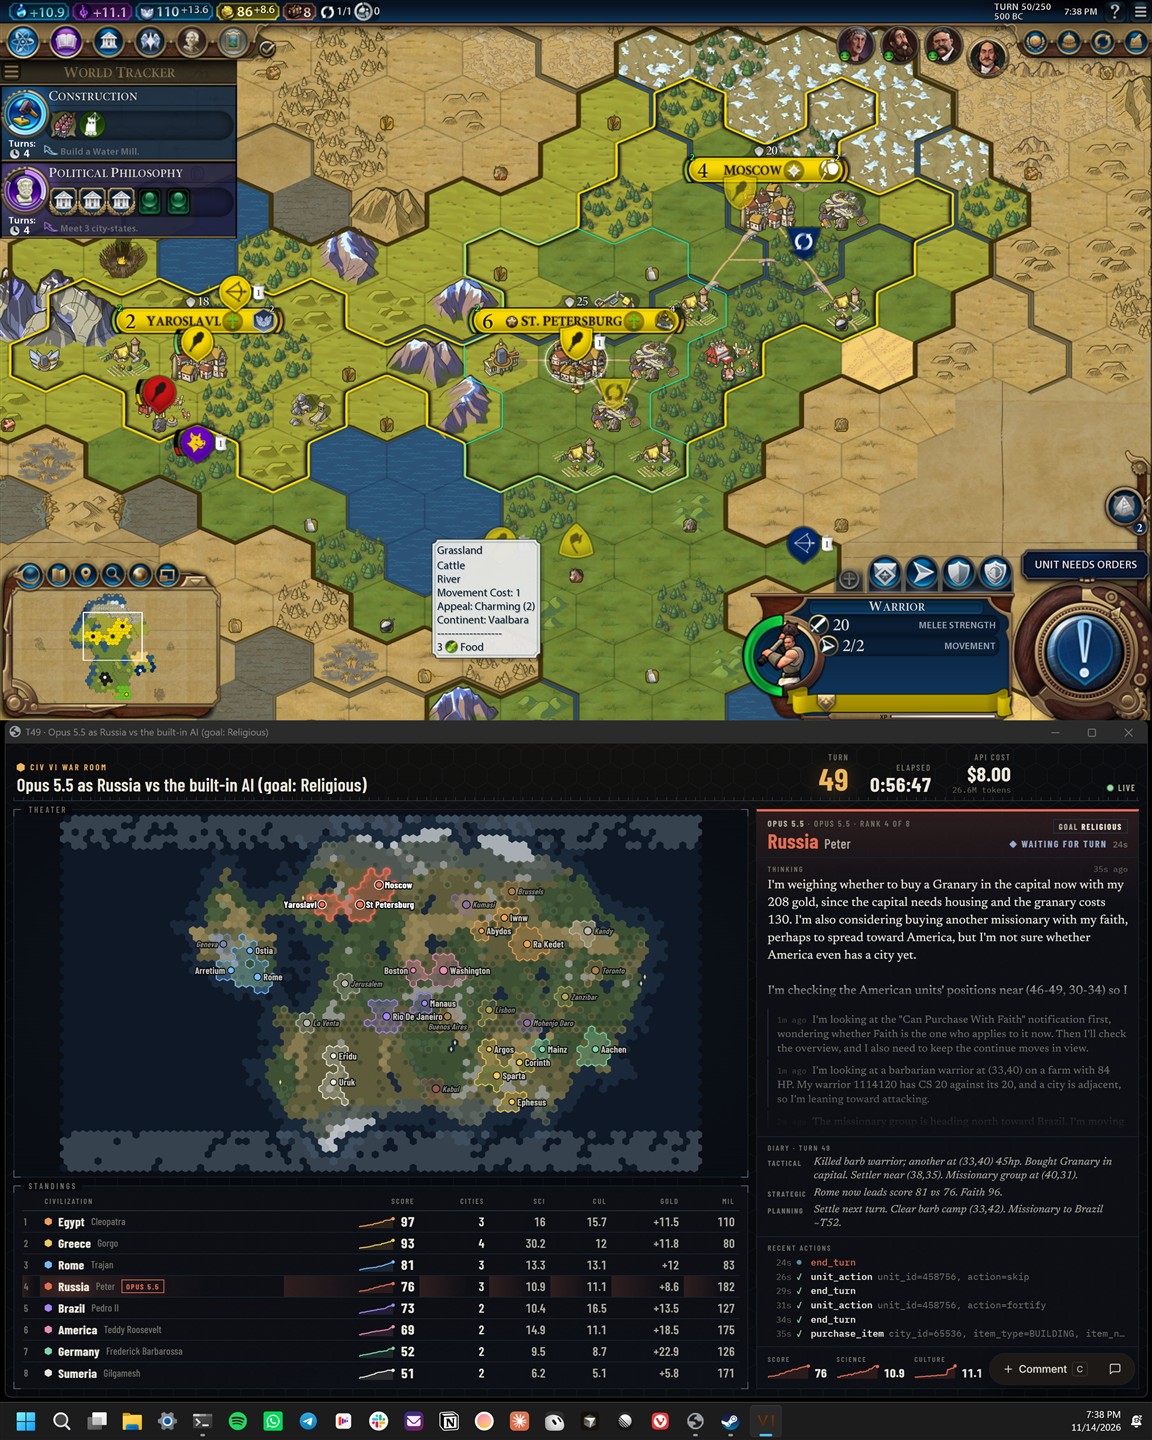 +10.9 +11.1 110 +13.6 86 +8.6 8 1/1 0
TURN 50/250
500 BC
7:38 PM
?
WORLD TRACKER
CONSTRUCTION
Turns:
4
Build a Water Mill.
POLITICAL PHILOSOPHY
Turns:
4
Meet 3 city-states.
20
4 MOSCOW
18
2 YAROSLAVL
25
6 ST. PETERSBURG
1
1
1
1
2
Grassland
Cattle
River
Movement Cost: 1
Appeal: Charming (2)
Continent: Vaalbara
------------------
3 Food
UNIT NEEDS ORDERS
WARRIOR
20 MELEE STRENGTH
2/2 MOVEMENT
XP
T49 · Opus 5.5 as Russia vs the built-in AI (goal: Religious)
CIV VI WAR ROOM
Opus 5.5 as Russia vs the built-in AI (goal: Religious)
TURN
49
ELAPSED
0:56:47
API COST
$8.00
26.6M tokens
LIVE
THEATER
Moscow
Yaroslavl
St Petersburg
Brussels
Kumasi
Iwnw
Abydos
Kandy
Ra Kedet
Geneva
Ostia
Arretium
Rome
Boston
Washington
Toronto
Jerusalem
Zanzibar
Manaus
Lisbon
Rio De Janeiro
La Venta
Buenos Aires
Mohenjo Daro
Argos
Mainz
Aachen
Eridu
Corinth
Sparta
Uruk
Kabul
Ephesus
STANDINGS
CIVILIZATION SCORE CITIES SCI CUL GOLD MIL
1 Egypt Cleopatra 97 3 16 15.7 +11.5 110
2 Greece Gorgo 93 4 30.2 12 +11.8 80
3 Rome Trajan 81 3 13.3 13.1 +12 83
4 Russia Peter OPUS 5.5 76 3 10.9 11.1 +8.6 182
5 Brazil Pedro II 73 2 10.4 16.5 +13.5 127
6 America Teddy Roosevelt 69 2 14.9 11.1 +18.5 175
7 Germany Frederick Barbarossa 52 2 9.5 8.7 +22.9 126
8 Sumeria Gilgamesh 51 2 6.2 5.1 +5.8 171
OPUS 5.5 · OPUS 5.5 · RANK 4 OF 8
GOAL RELIGIOUS
Russia Peter
WAITING FOR TURN 24s
THINKING
35s ago
I'm weighing whether to buy a Granary in the capital now with my
208 gold, since the capital needs housing and the granary costs
130. I'm also considering buying another missionary with my faith,
perhaps to spread toward America, but I'm not sure whether
America even has a city yet.
I'm checking the American units' positions near (46-49, 30-34) so I
1m ago I'm looking at the "Can Purchase With Faith" notification first,
wondering whether Faith is the one who applies to it now. Then I'll check
the overview, and I also need to keep the continue moves in view.
1m ago I'm looking at a barbarian warrior at (33,40) on a farm with 84
HP. My warrior 1114120 has CS 20 against its 20, and a city is adjacent,
so I'm leaning toward attacking.
The missionary group is heading north toward Brazil. I'm moving
DIARY · TURN 49
TACTICAL Killed barb warrior; another at (33,40) 45hp. Bought Granary in
capital. Settler near (38,35). Missionary group at (40,31).
STRATEGIC Rome now leads score 81 vs 76. Faith 96.
PLANNING Settle next turn. Clear barb camp (33,42). Missionary to Brazil
~T52.
RECENT ACTIONS
24s end_turn
26s ✓ unit_action unit_id=458756, action=skip
29s ✓ end_turn
31s ✓ unit_action unit_id=458756, action=fortify
34s ✓ end_turn
35s ✓ purchase_item city_id=65536, item_type=BUILDING, item_n…
SCORE 76
SCIENCE 10.9
CULTURE 11.1
+ Comment C
7:38 PM
11/14/2026